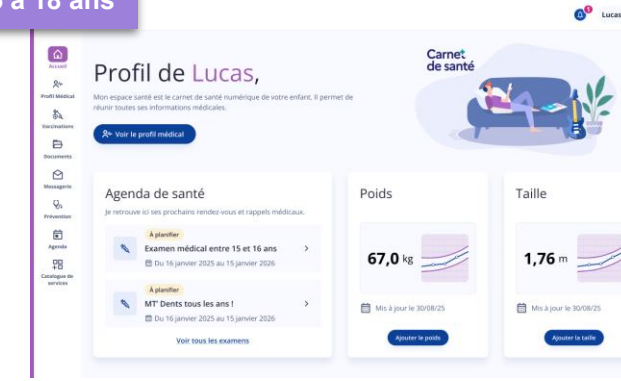 à 18 ans
1
Lucas
Accueil
Profil Médical
Vaccinations
Documents
Messagerie
Prévention
Agenda
Catalogue de
services
Profil de Lucas,
Mon espace santé est le carnet de santé numérique de votre enfant. Il permet de
réunir toutes ses informations médicales.
Voir le profil médical
Carnet
de santé
Agenda de santé
Je retrouve ici ses prochains rendez-vous et rappels médicaux.
À planifier
Examen médical entre 15 et 16 ans
Du 16 janvier 2025 au 15 janvier 2026
À planifier
MT' Dents tous les ans !
Du 16 janvier 2025 au 15 janvier 2026
Voir tous les examens
Poids
67,0 kg
Mis à jour le 30/08/25
Ajouter le poids
Taille
1,76 m
Mis à jour le 30/08/25
Ajouter la taille